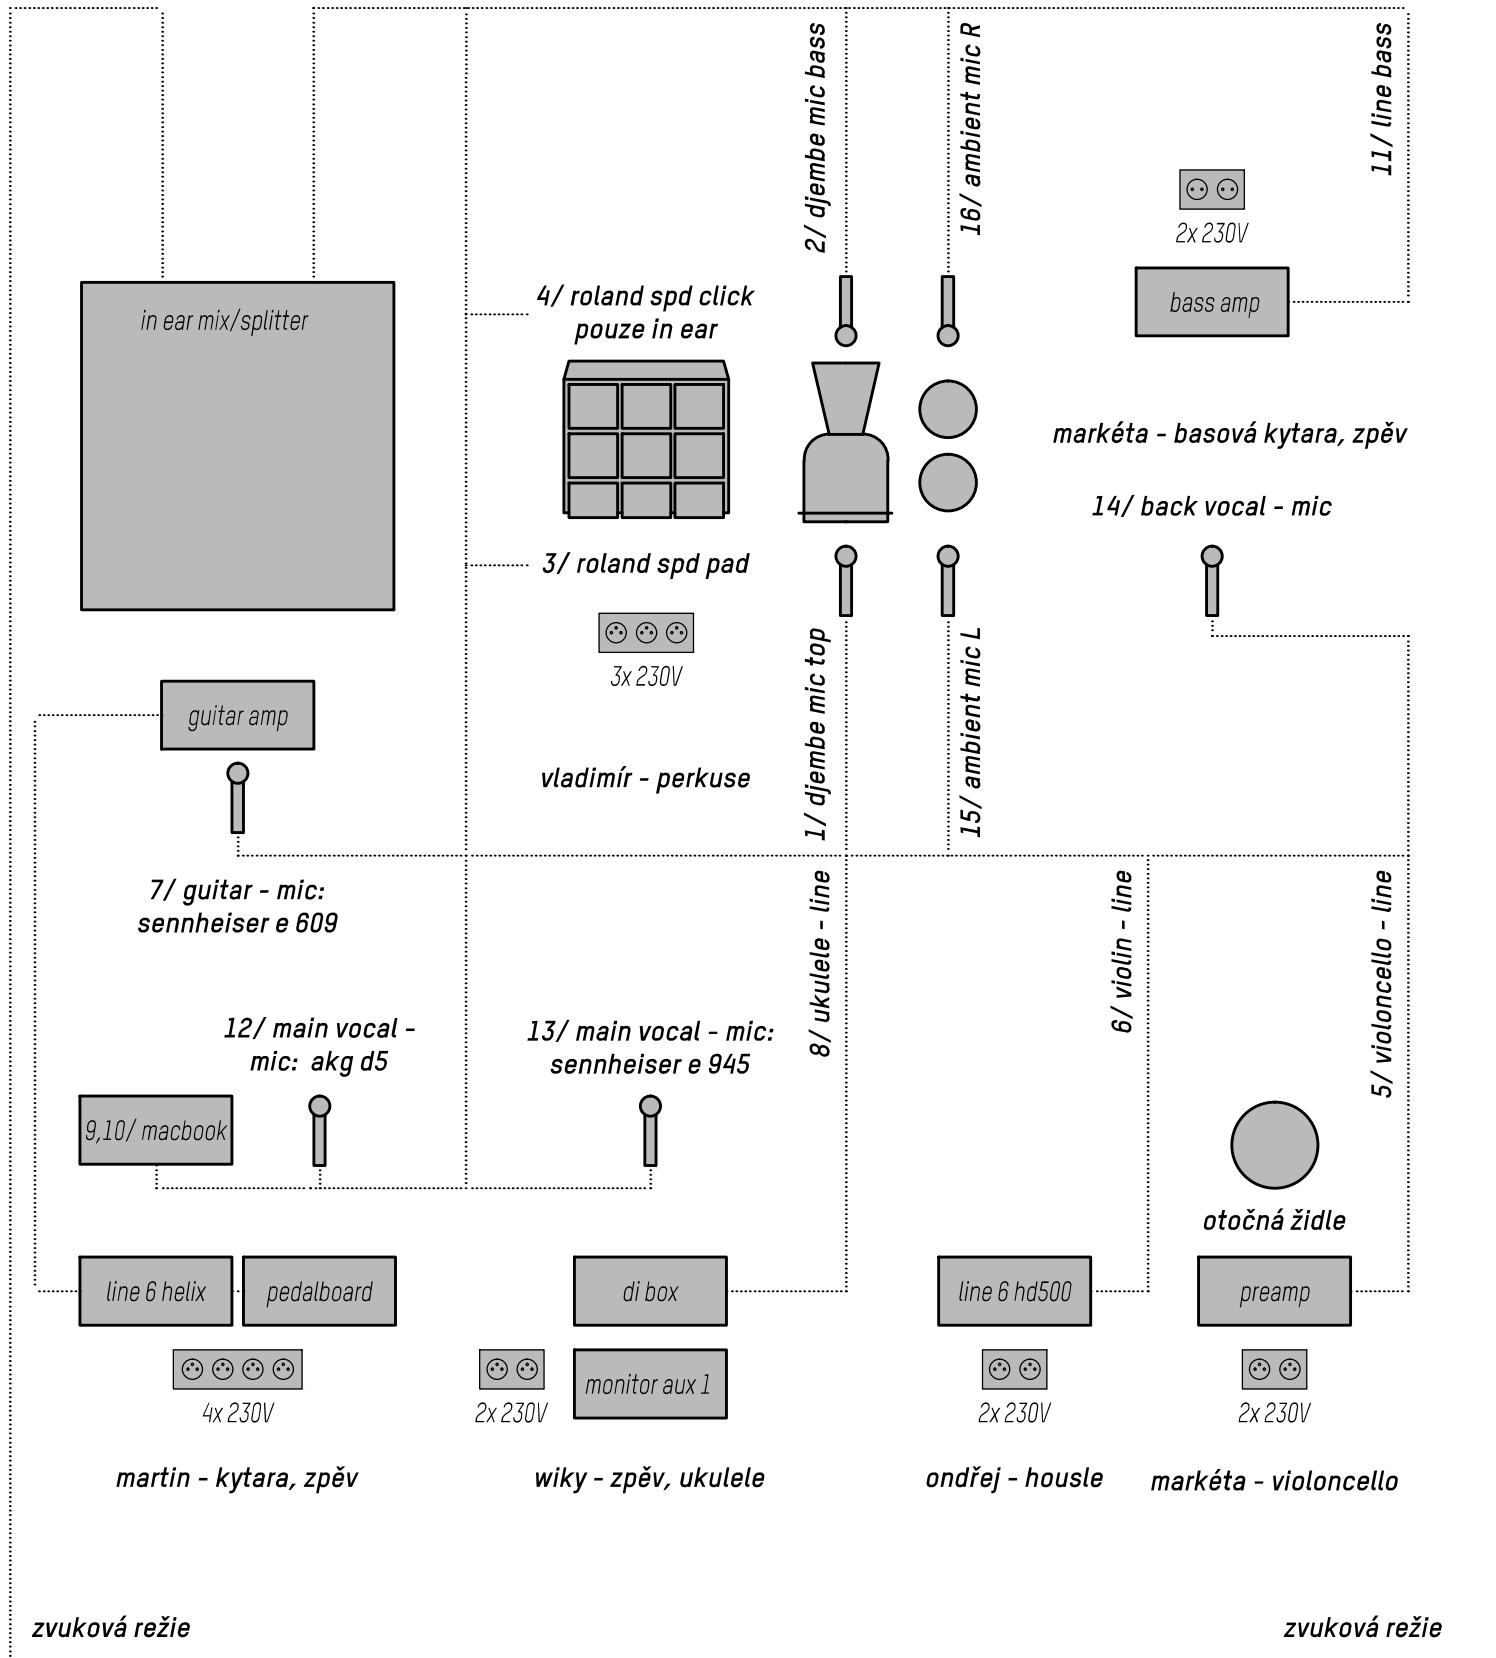 2/ djembe mic bass
16/ ambient mic R
11/ line bass
2x 230V
in ear mix/splitter
4/ roland spd click
pouze in ear
bass amp
markéta - basová kytara, zpěv
14/ back vocal - mic
3/ roland spd pad
3x 230V
guitar amp
vladimír - perkuse
1/ djembe mic top
15/ ambient mic L
7/ guitar - mic:
sennheiser e 609
8/ ukulele - line
6/ violin - line
5/ violoncello - line
12/ main vocal -
mic: akg d5
13/ main vocal - mic:
sennheiser e 945
9,10/ macbook
otočná židle
line 6 helix
pedalboard
di box
line 6 hd500
preamp
monitor aux 1
4x 230V
2x 230V
2x 230V
2x 230V
martin - kytara, zpěv
wiky - zpěv, ukulele
ondřej - housle
markéta - violoncello
zvuková režie
zvuková režie